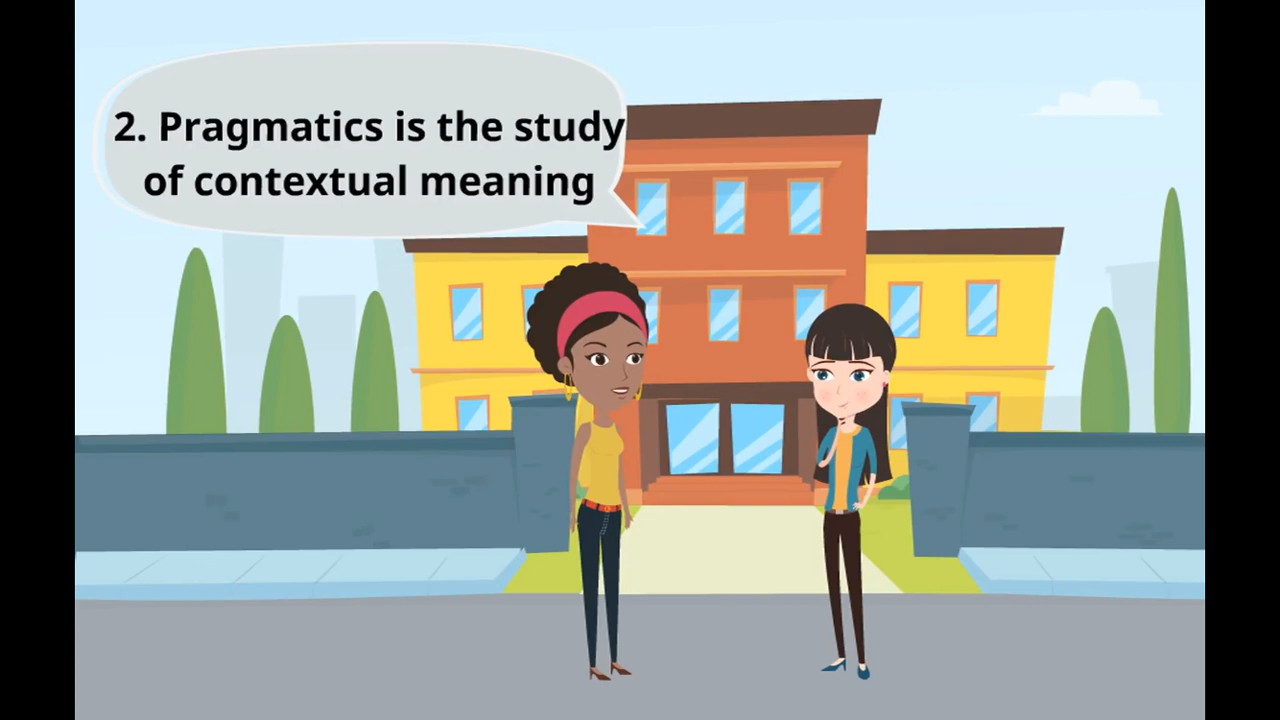 2. Pragmatics is the study
of contextual meaning